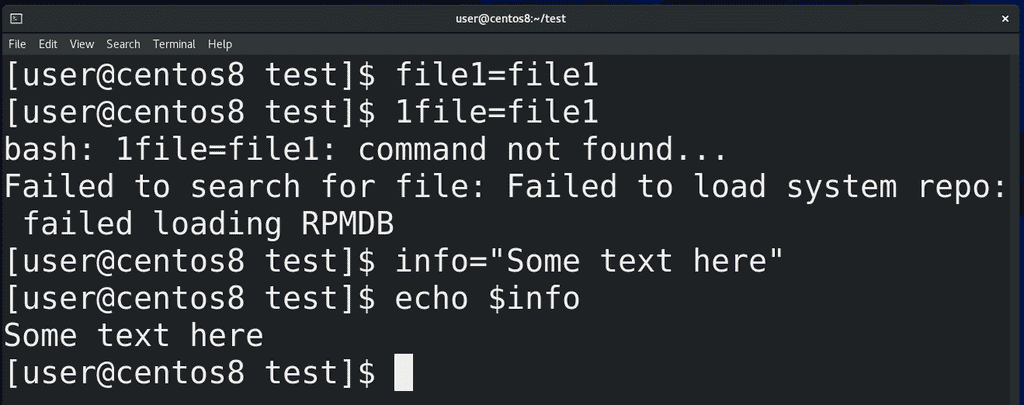 user@centos8:~/test
File Edit View Search Terminal Help
[user@centos8 test]$ file1=file1
[user@centos8 test]$ 1file=file1
bash: 1file=file1: command not found...
Failed to search for file: Failed to load system repo:
 failed loading RPMDB
[user@centos8 test]$ info="Some text here"
[user@centos8 test]$ echo $info
Some text here
[user@centos8 test]$